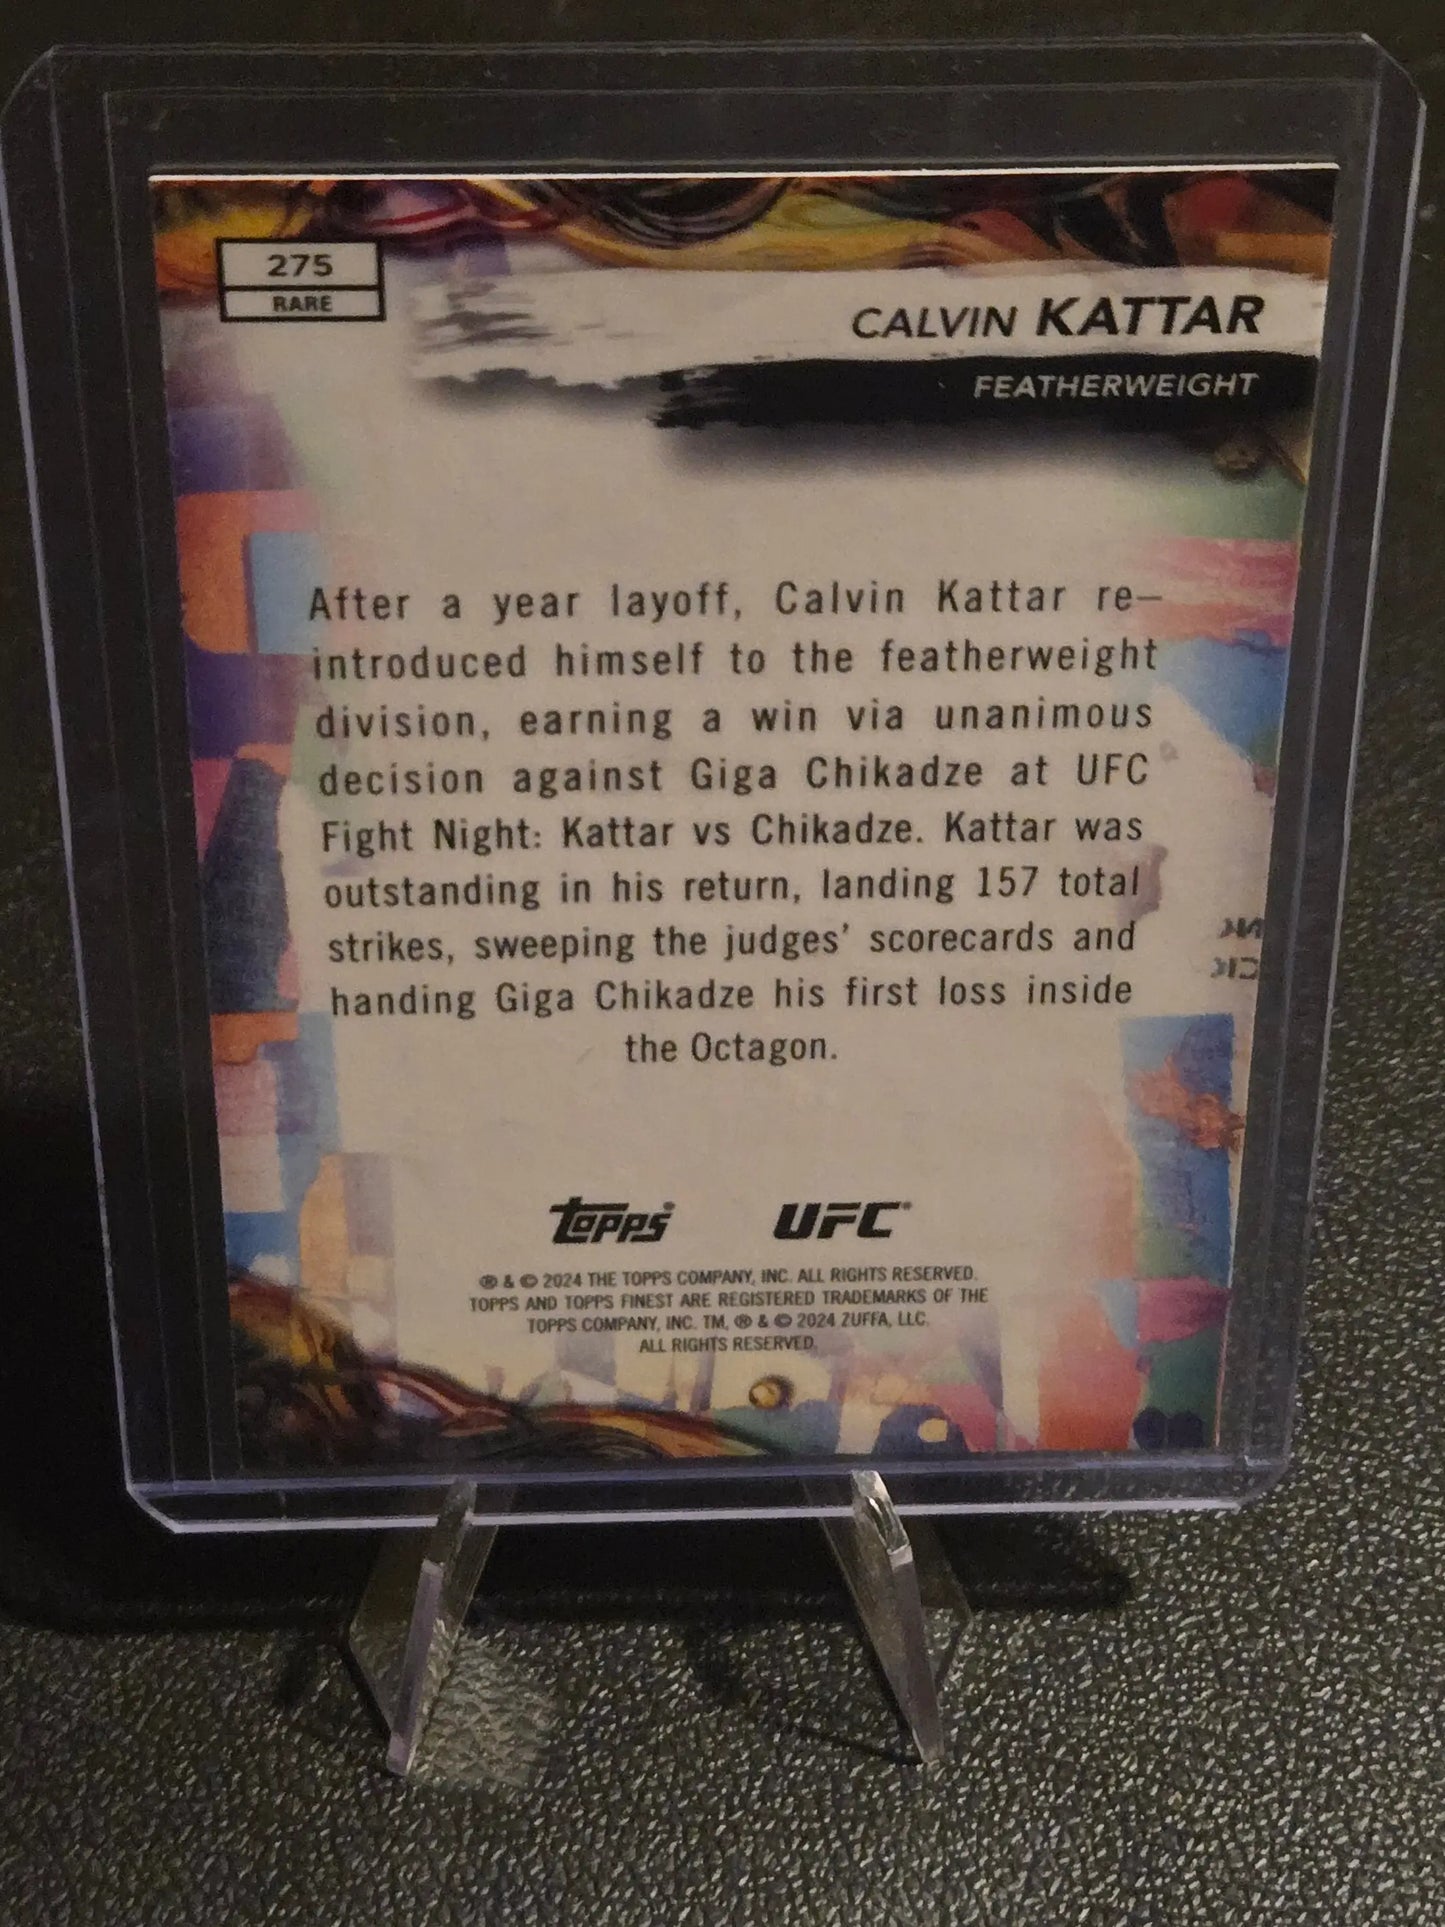 275
RARE
CALVIN KATTAR
FEATHERWEIGHT
After a year layoff, Calvin Kattar re–
introduced himself to the featherweight
division, earning a win via unanimous
decision against Giga Chikadze at UFC
Fight Night: Kattar vs Chikadze. Kattar was
outstanding in his return, landing 157 total
strikes, sweeping the judges’ scorecards and
handing Giga Chikadze his first loss inside
the Octagon.
topps UFC
® & © 2024 THE TOPPS COMPANY, INC. ALL RIGHTS RESERVED.
TOPPS AND TOPPS FINEST ARE REGISTERED TRADEMARKS OF THE
TOPPS COMPANY, INC. TM, ® & © 2024 ZUFFA, LLC.
ALL RIGHTS RESERVED.